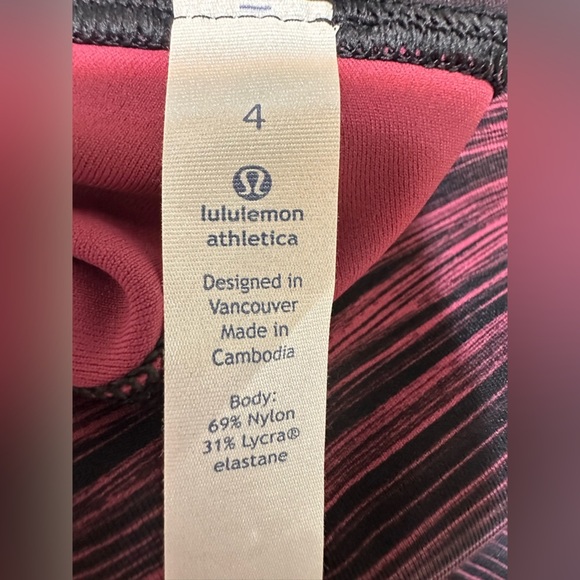 4
lululemon
athletica
Designed in
Vancouver
Made in
Cambodia
Body:
69% Nylon
31% Lycra®
elastane